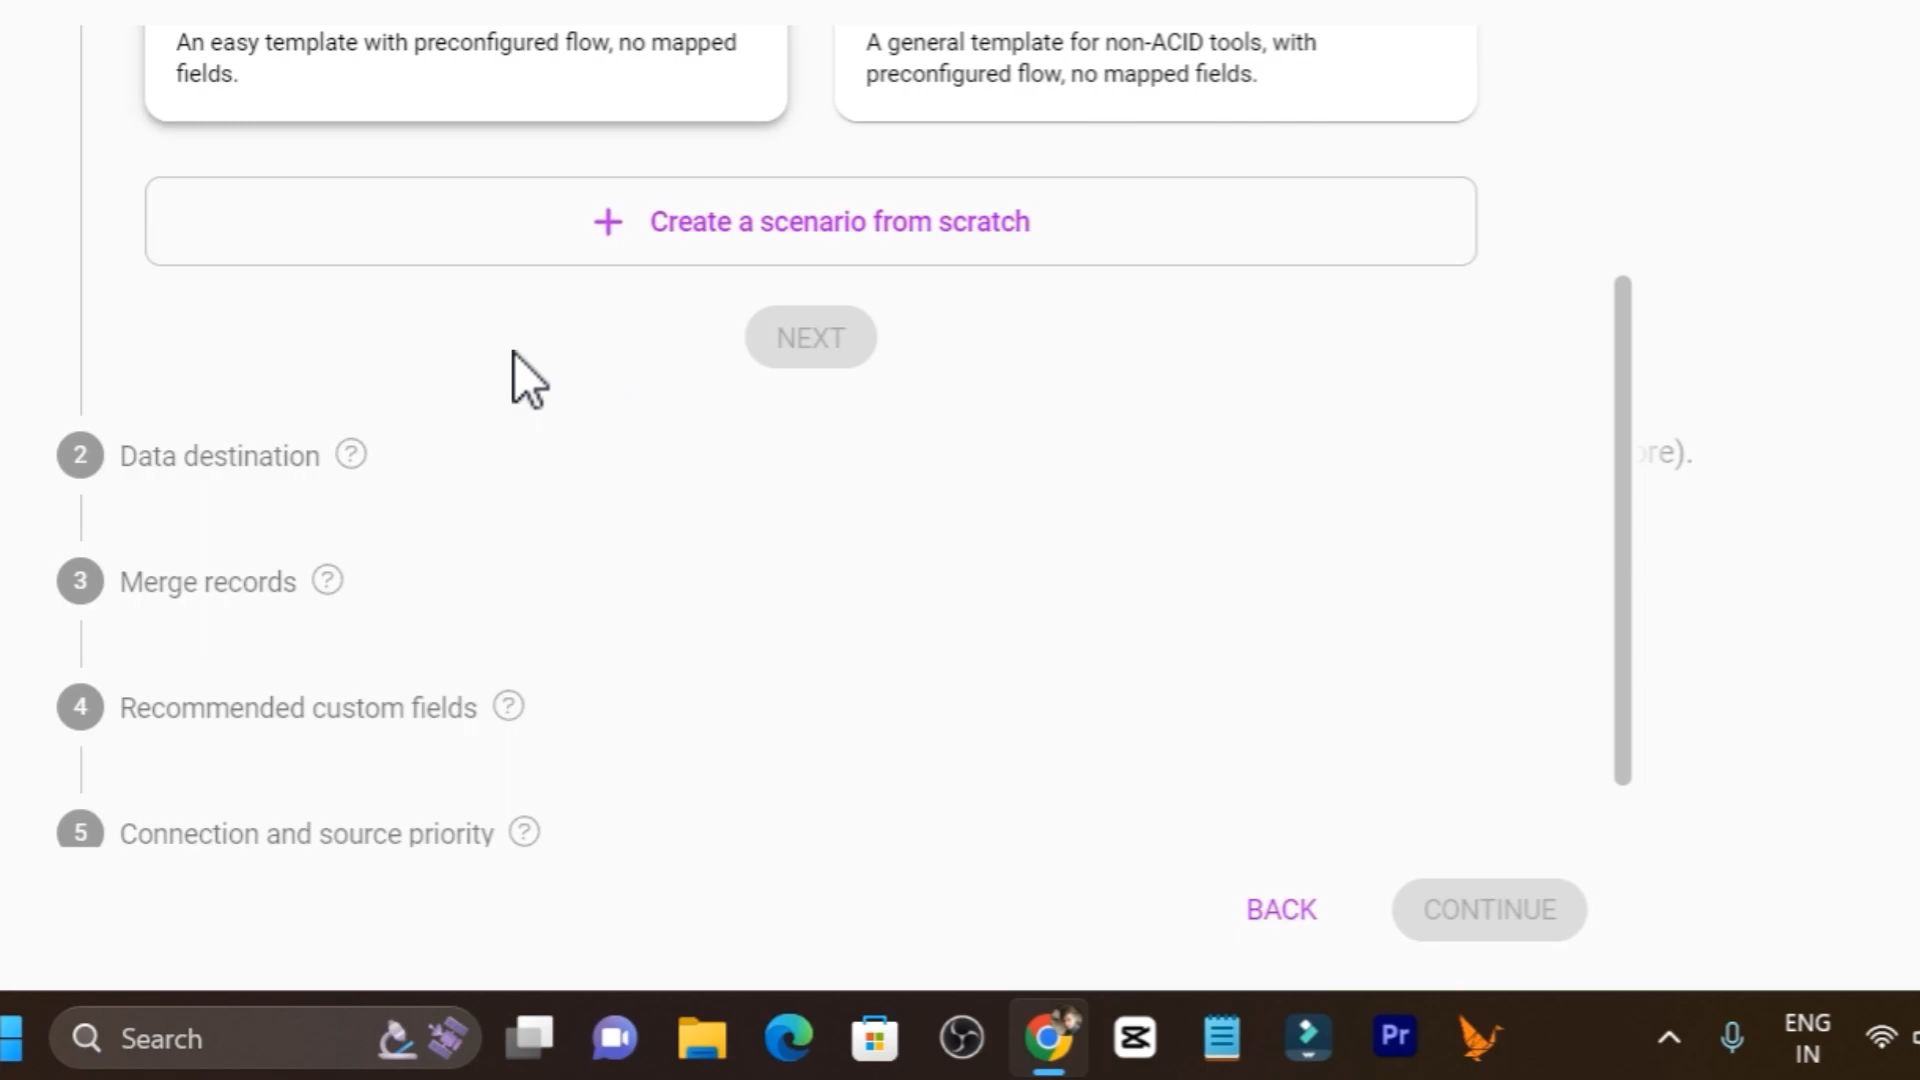 An easy template with preconfigured flow, no mapped
fields.
A general template for non-ACID tools, with
preconfigured flow, no mapped fields.
+ Create a scenario from scratch
NEXT
2 Data destination ?
3 Merge records ?
4 Recommended custom fields ?
5 Connection and source priority ?
BACK
CONTINUE
Search
Pr
ENG
IN